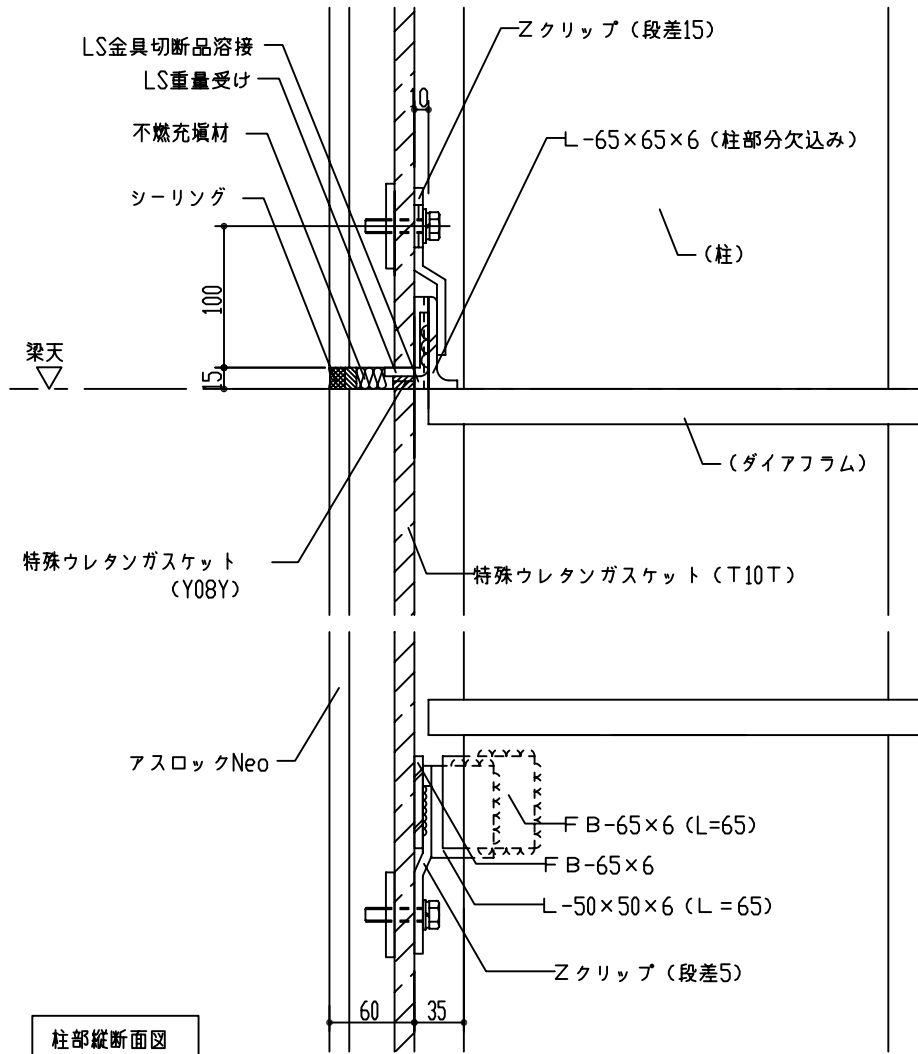 Zクリップ（段差15）
LS金具切断品溶接
LS重量受け
10
不燃充塡材
L-65×65×6（柱部分欠込み）
シーリング
（柱）
100
梁天
15
（ダイアフラム）
特殊ウレタンガスケット
（Y08Y）
特殊ウレタンガスケット（T10T）
アスロックNeo
FB-65×6（L=65）
FB-65×6
L-50×50×6（L=65）
Zクリップ（段差5）
60
35
柱部縦断面図